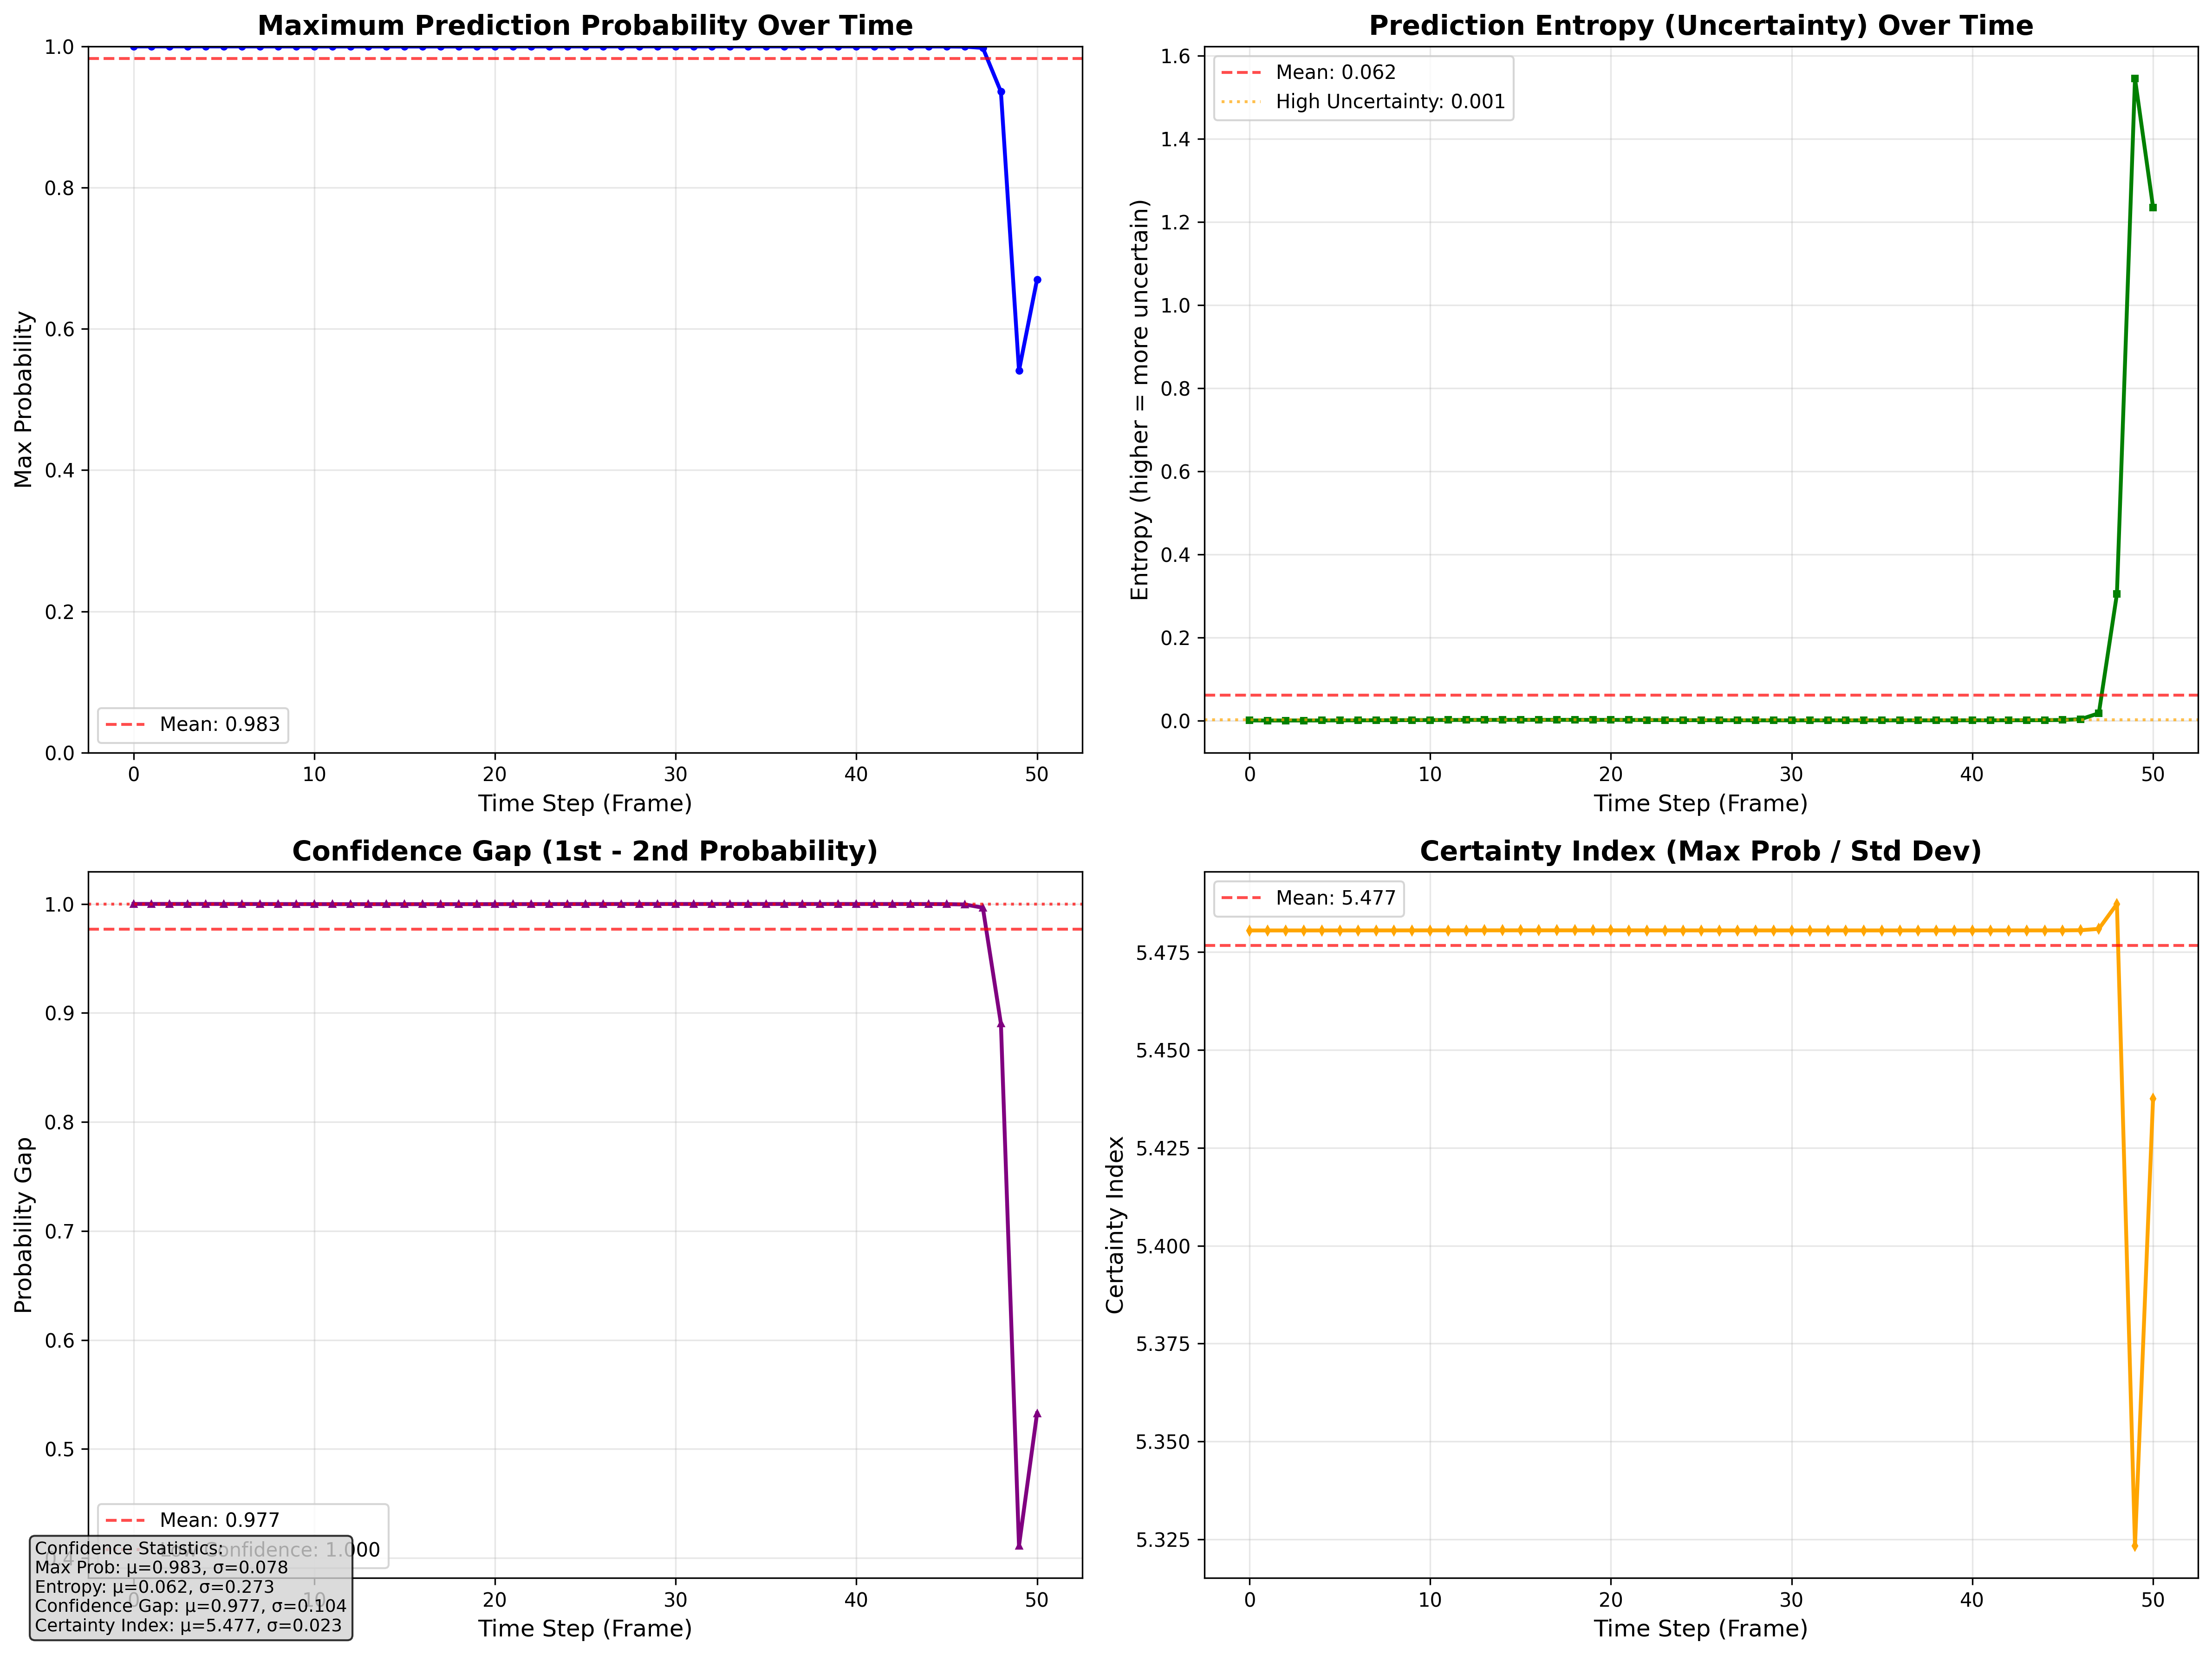 Maximum Prediction Probability Over Time
Max Probability
1.0
0.8
0.6
0.4
0.2
0.0
Mean: 0.983
0 10 20 30 40 50
Time Step (Frame)
Prediction Entropy (Uncertainty) Over Time
Entropy (higher = more uncertain)
1.6
1.4
1.2
1.0
0.8
0.6
0.4
0.2
0.0
Mean: 0.062
High Uncertainty: 0.001
0 10 20 30 40 50
Time Step (Frame)
Confidence Gap (1st - 2nd Probability)
Probability Gap
1.0
0.9
0.8
0.7
0.6
0.5
0.4
Mean: 0.977
Low Confidence: 1.000
0 10 20 30 40 50
Time Step (Frame)
Confidence Statistics:
Max Prob: μ=0.983, σ=0.078
Entropy: μ=0.062, σ=0.273
Confidence Gap: μ=0.977, σ=0.104
Certainty Index: μ=5.477, σ=0.023
Certainty Index (Max Prob / Std Dev)
Certainty Index
Mean: 5.477
5.475
5.450
5.425
5.400
5.375
5.350
5.325
0 10 20 30 40 50
Time Step (Frame)